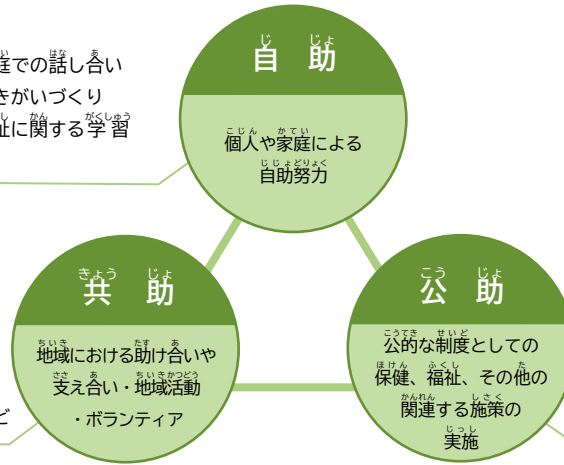 庭での話し合い
きがいづくり
祉に関する学習
自助
個人や家庭による
自助努力
共助
地域における助け合いや
支え合い・地域活動
・ボランティア
ど
公助
公的な制度としての
保健、福祉、その他の
関連する施策の
実施